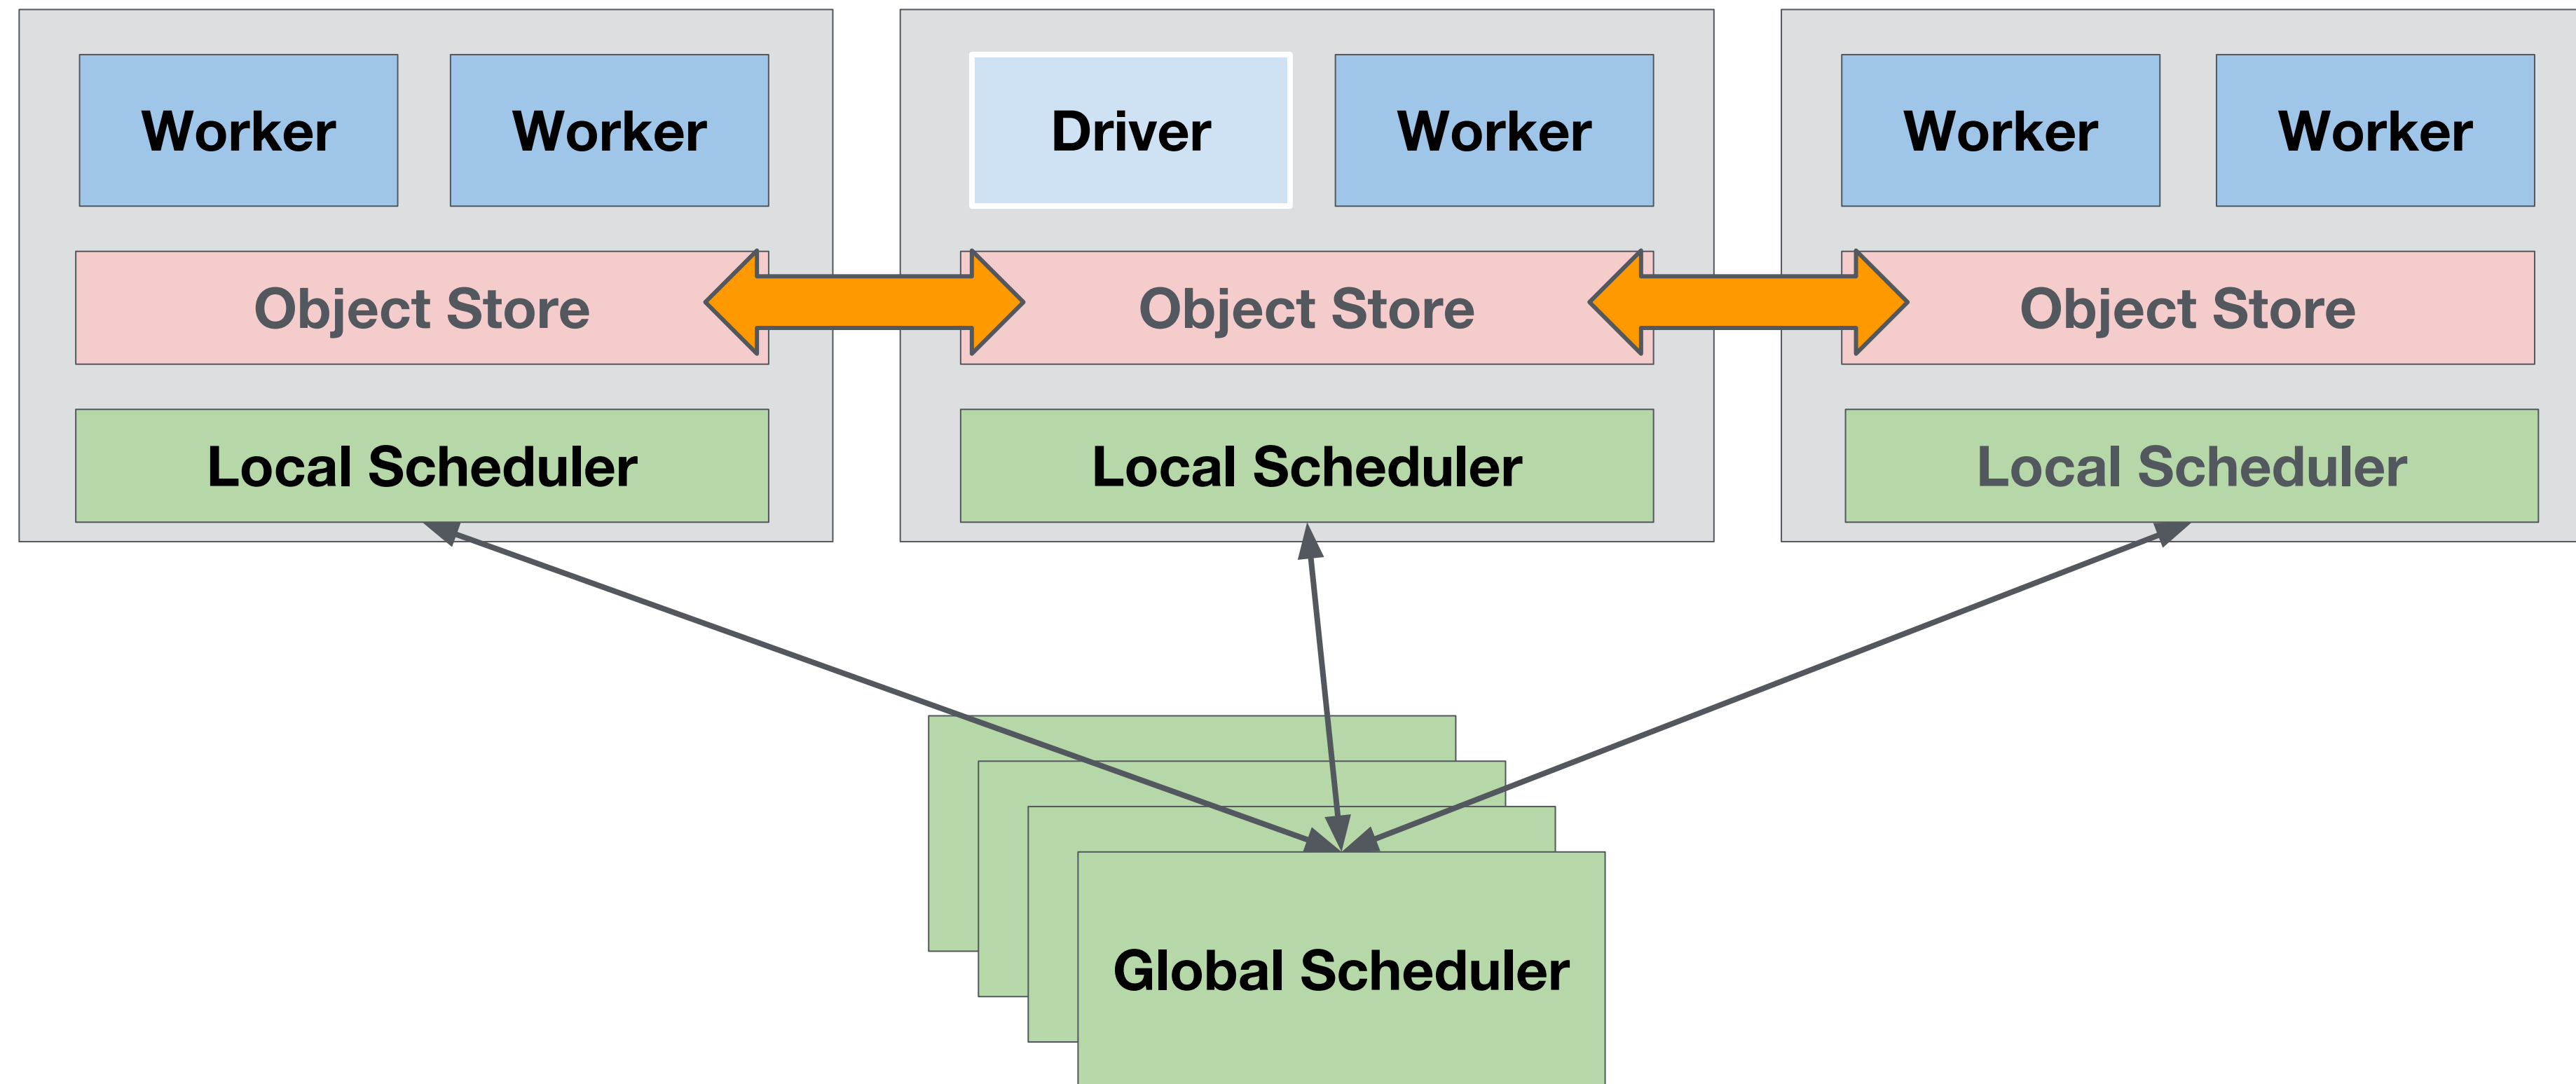 Worker
Worker
Driver
Worker
Worker
Worker
Object Store
Object Store
Object Store
Local Scheduler
Local Scheduler
Local Scheduler
Global Scheduler